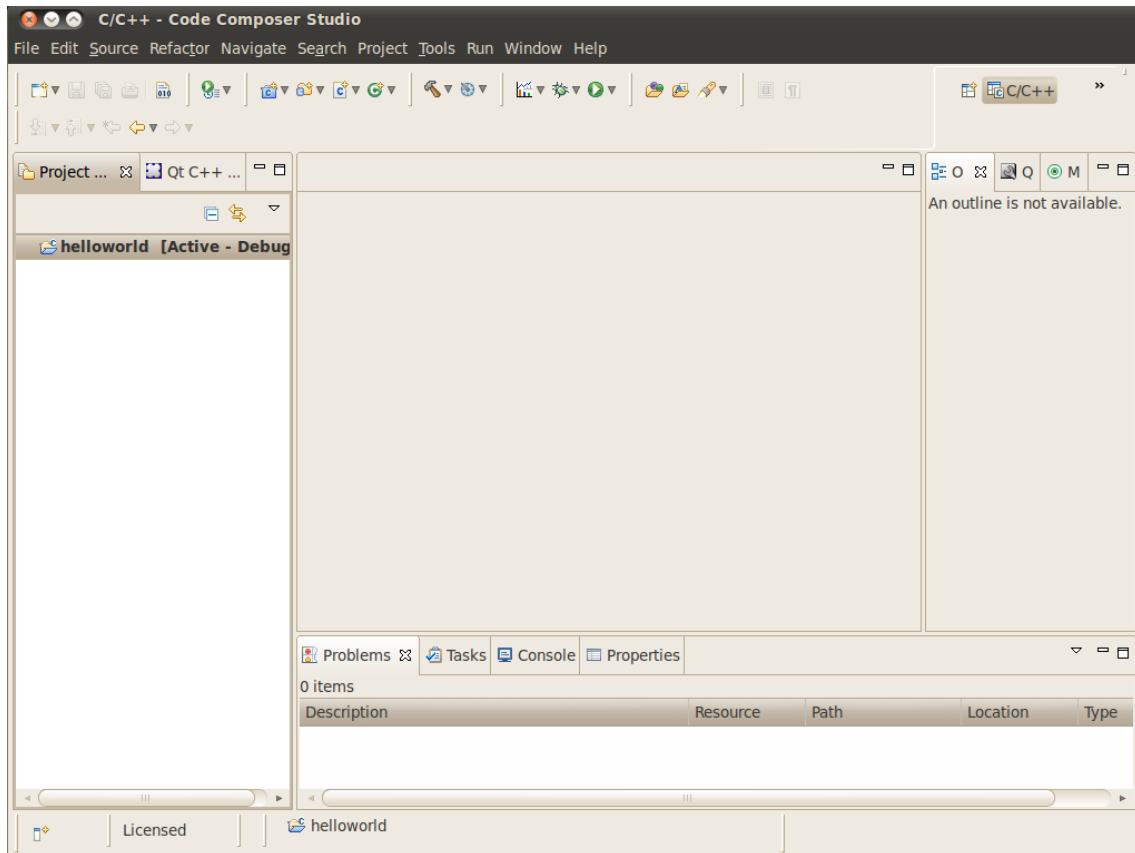 C/C++ - Code Composer Studio
File Edit Source Refactor Navigate Search Project Tools Run Window Help
C/C++ »
Project ... Qt C++ ...
helloworld [Active - Debug
O Q M
An outline is not available.
Problems Tasks Console Properties
0 items
Description Resource Path Location Type
Licensed helloworld